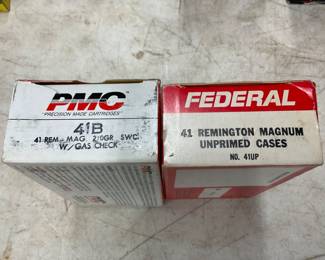 PMC
"PRECISION MADE CARTRIDGES"
41B
41 REM. MAG. 210GR SWC
W/ GAS CHECK
FEDERAL
41 REMINGTON MAGNUM
UNPRIMED CASES
NO. 41UP